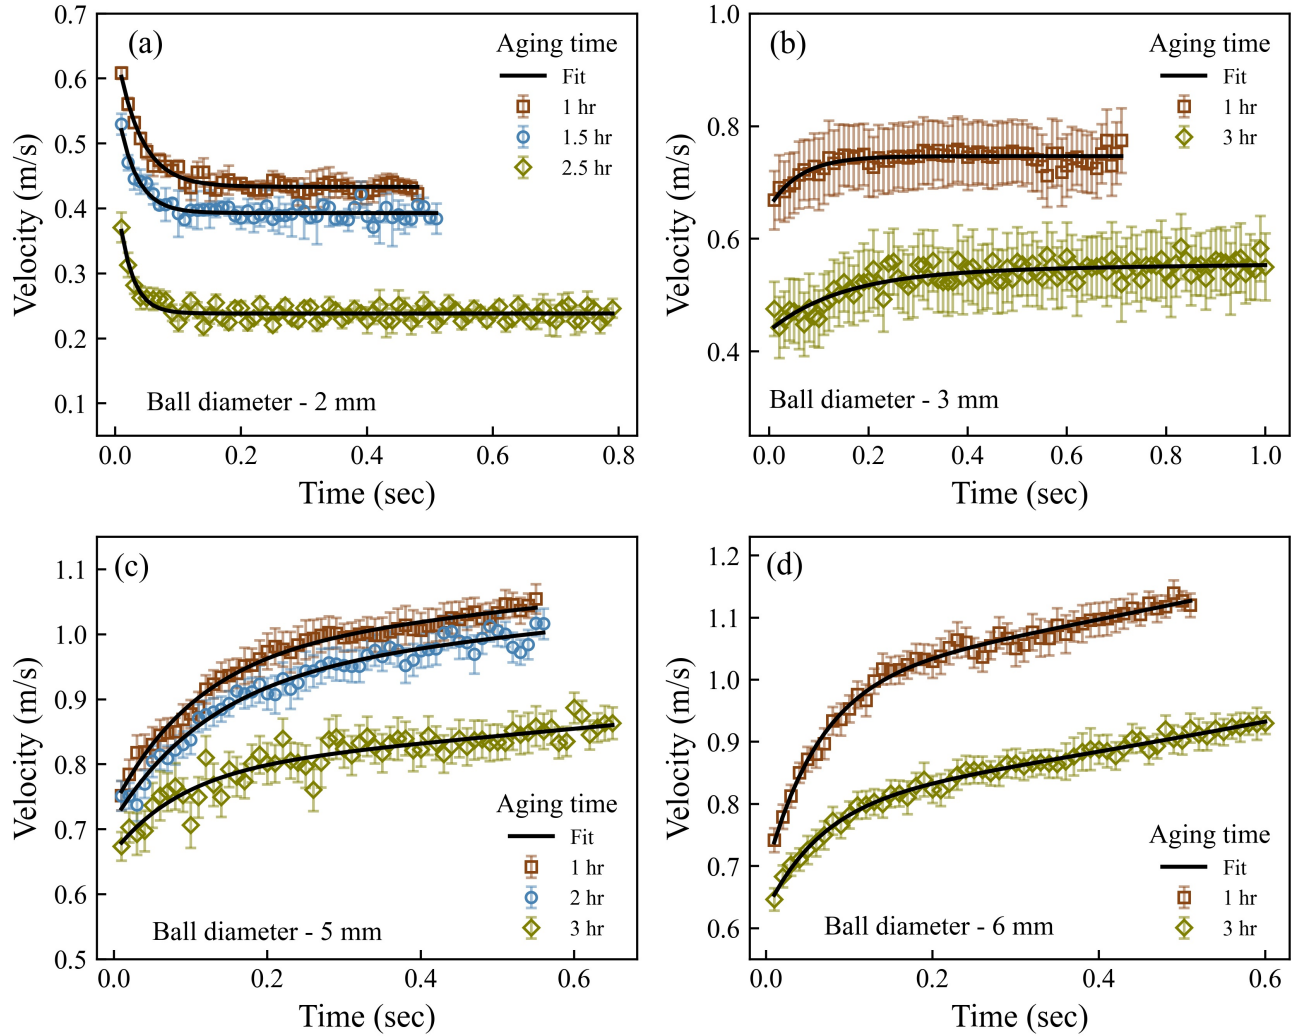 (a)
Aging time
Fit
1 hr
1.5 hr
2.5 hr
Ball diameter - 2 mm
0.7
0.6
0.5
0.4
0.3
0.2
0.1
Velocity (m/s)
0.0 0.2 0.4 0.6 0.8
Time (sec)
(b)
Aging time
Fit
1 hr
3 hr
Ball diameter - 3 mm
1.0
0.8
0.6
0.4
Velocity (m/s)
0.0 0.2 0.4 0.6 0.8 1.0
Time (sec)
(c)
Aging time
Fit
1 hr
2 hr
3 hr
Ball diameter - 5 mm
1.1
1.0
0.9
0.8
0.7
0.6
0.5
Velocity (m/s)
0.0 0.2 0.4 0.6
Time (sec)
(d)
Aging time
Fit
1 hr
3 hr
Ball diameter - 6 mm
1.2
1.1
1.0
0.9
0.8
0.7
0.6
Velocity (m/s)
0.0 0.2 0.4 0.6
Time (sec)